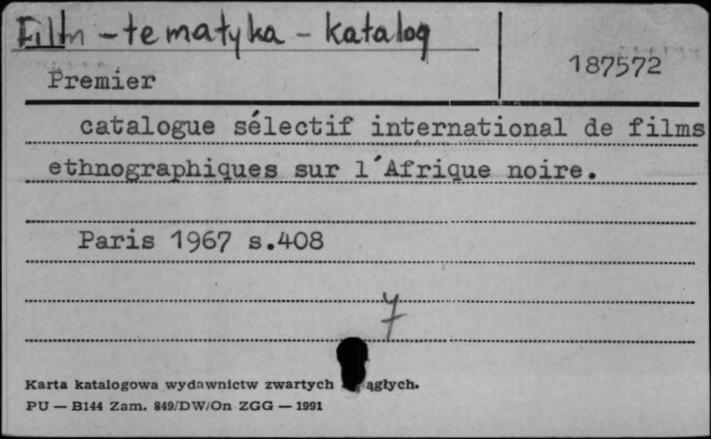 Film - tematyka - katalog
187572
Premier
catalogue sélectif international de films
ethnographiques sur l'Afrique noire.
Paris 1967 s.408
Karta katalogowa wydawnictw zwartych ągłych.
PU — B144 Zam. 849/DW/On ZGG — 1991